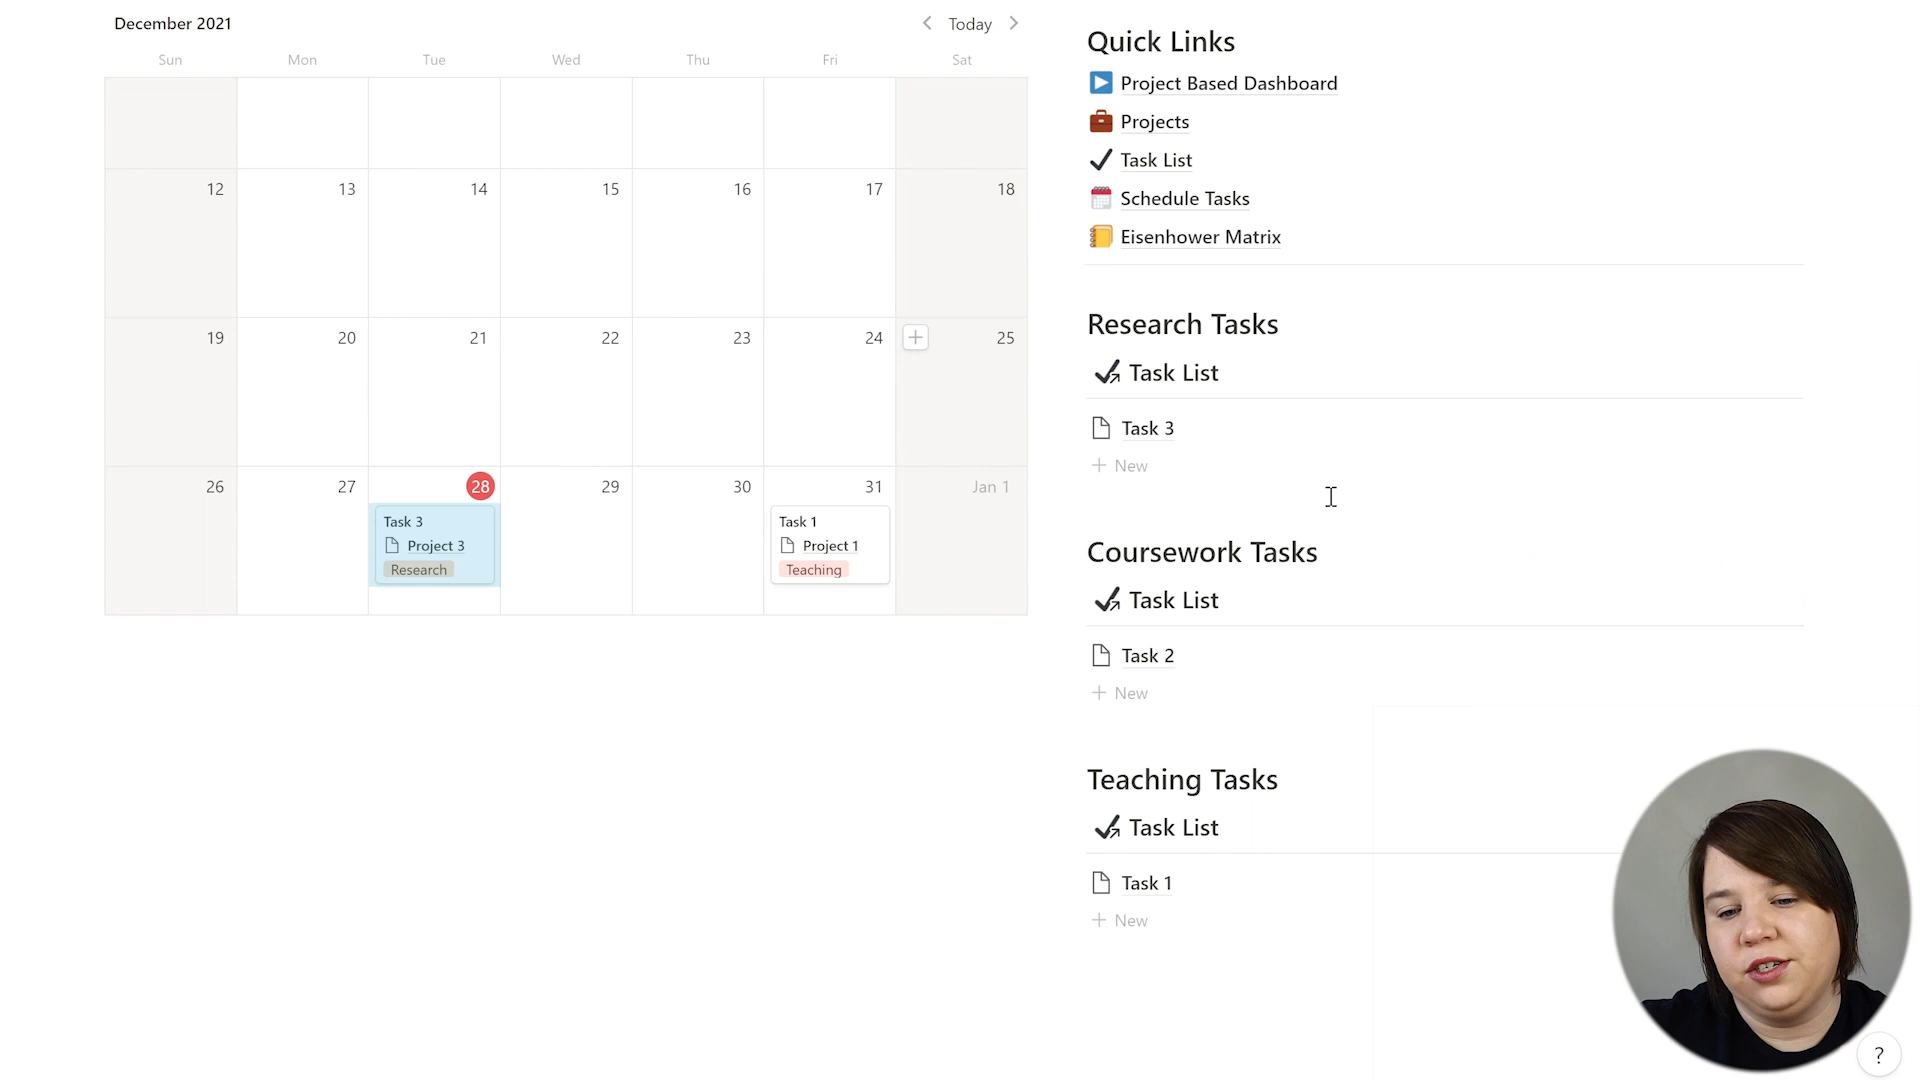 December 2021
Today
Sun Mon Tue Wed Thu Fri Sat
12 13 14 15 16 17 18
19 20 21 22 23 24 25
26 27 28 29 30 31 Jan 1
Task 3
Project 3
Research
Task 1
Project 1
Teaching
Quick Links
Project Based Dashboard
Projects
Task List
Schedule Tasks
Eisenhower Matrix
Research Tasks
Task List
Task 3
+ New
Coursework Tasks
Task List
Task 2
+ New
Teaching Tasks
Task List
Task 1
+ New
?